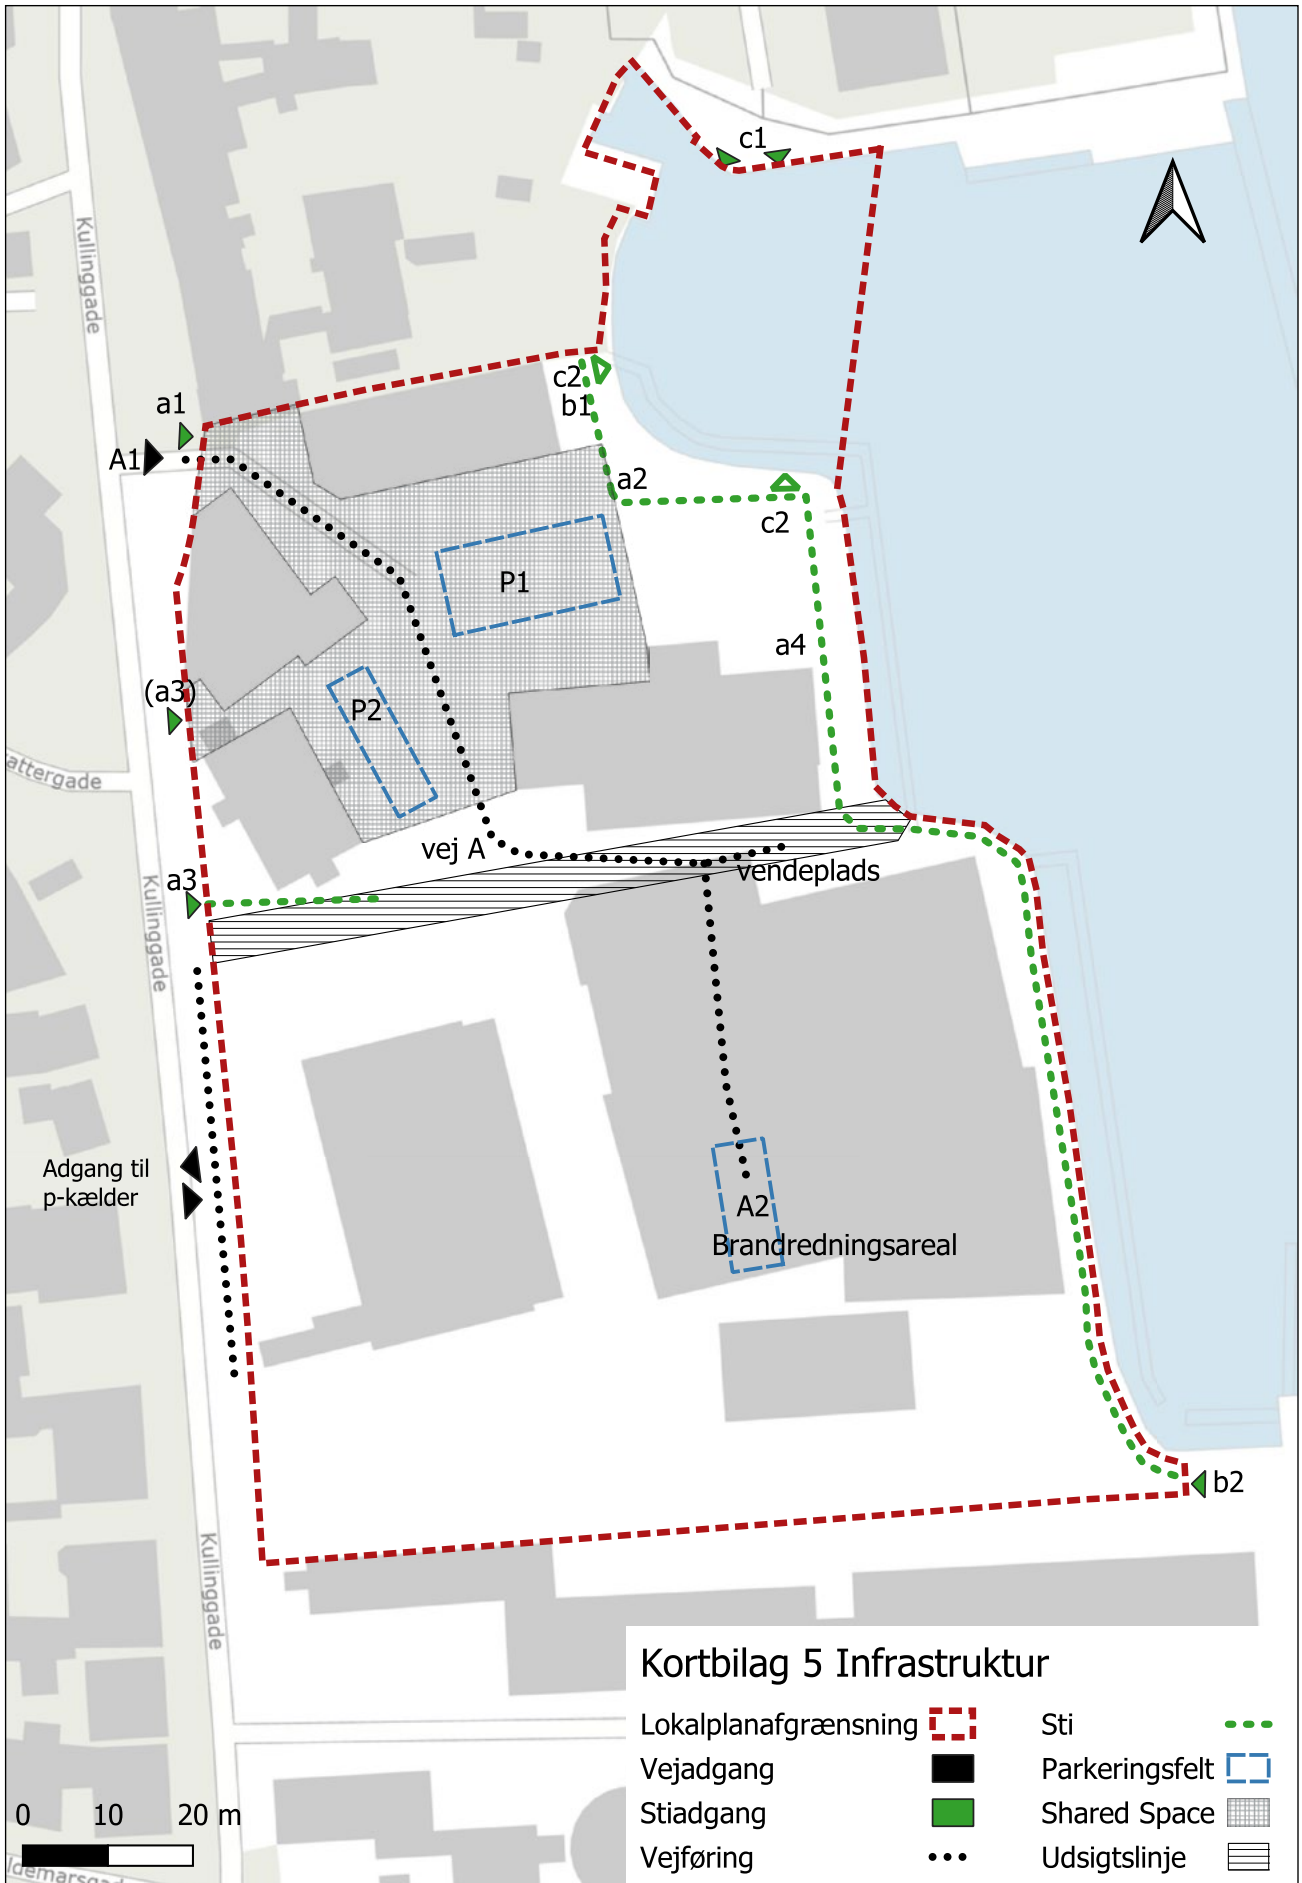 c1
Kullinggade
c2
b1
a1
A1
a2
c2
P1
a4
(a3)
P2
attergade
vej A
vendeplads
a3
Kullinggade
Adgang til
p-kælder
A2
Brandredningsareal
b2
Kullinggade
Kortbilag 5 Infrastruktur
Lokalplanafgrænsning
Sti
Vejadgang
Parkeringsfelt
Stiadgang
Shared Space
Vejføring
Udsigtslinje
0 10 20 m
ldemarsgad